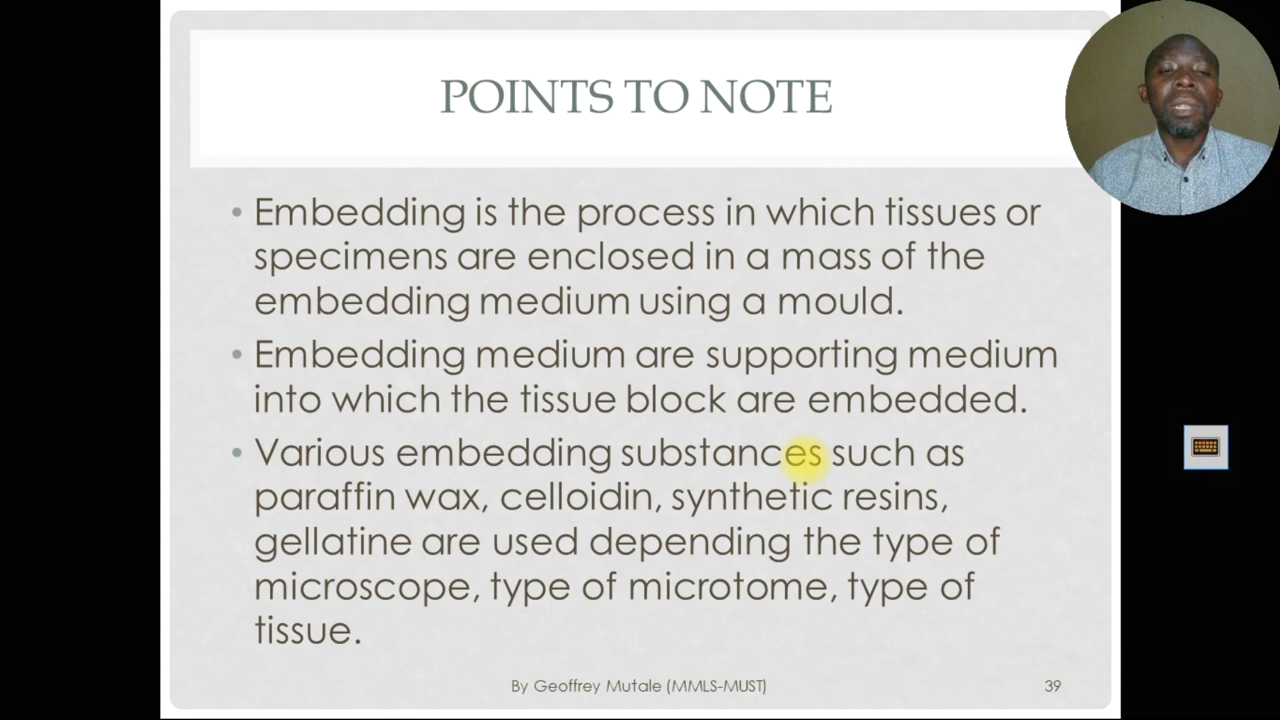 POINTS TO NOTE
• Embedding is the process in which tissues or
specimens are enclosed in a mass of the
embedding medium using a mould.
• Embedding medium are supporting medium
into which the tissue block are embedded.
• Various embedding substances such as
paraffin wax, celloidin, synthetic resins,
gellatine are used depending the type of
microscope, type of microtome, type of
tissue.
By Geoffrey Mutale (MMLS-MUST)
39